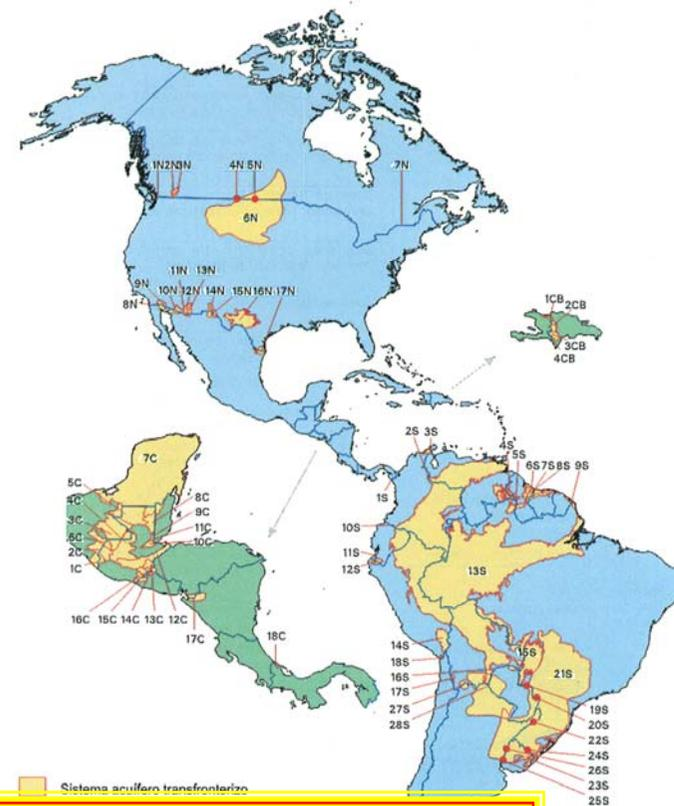 1N 2N 3N 4N 5N 7N
6N
11N 13N
9N 10N 12N 14N 15N 16N 17N
8N
1CB 2CB
3CB
4CB
2S 3S 4S 5S
6S 7S 8S 9S
1S
7C
5C 8C
4C 9C
3C 11C
6C 10C
2C
1C
16C 15C 14C 13C 12C
17C
18C
10S
11S
12S
13S
14S 15S
18S 21S
16S
17S 19S
27S 20S
28S 22S
24S
26S
23S
25S
Sistema acuífero transfronterizo